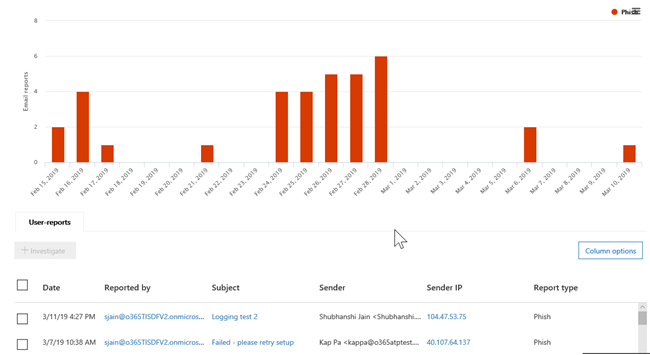 Phish
8
6
4
2
0
Email reports
Feb 15, 2019
Feb 16, 2019
Feb 17, 2019
Feb 18, 2019
Feb 19, 2019
Feb 20, 2019
Feb 21, 2019
Feb 22, 2019
Feb 23, 2019
Feb 24, 2019
Feb 25, 2019
Feb 26, 2019
Feb 27, 2019
Feb 28, 2019
Mar 1, 2019
Mar 2, 2019
Mar 3, 2019
Mar 4, 2019
Mar 5, 2019
Mar 6, 2019
Mar 7, 2019
Mar 8, 2019
Mar 9, 2019
Mar 10, 2019
User-reports
+ Investigate
Column options
Date Reported by Subject Sender Sender IP Report type
3/11/19 4:27 PM sjain@o365TISDFV2.onmicros... Logging test 2 Shubhanshi Jain <Shubhanshi.... 104.47.53.75 Phish
3/7/19 10:38 AM sjain@o365TISDFV2.onmicros... Failed - please retry setup Kap Pa <kappa@o365atptest.... 40.107.64.137 Phish